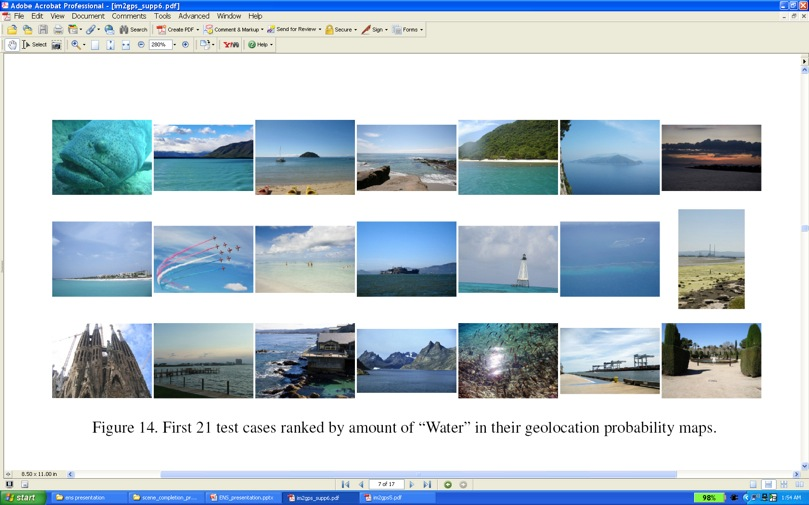 Adobe Acrobat Professional - [im2gps_supp6.pdf]
File Edit View Document Comments Tools Advanced Window Help
Search Create PDF Comment & Markup Send for Review Secure Sign Forms
Select 280% Help
Figure 14. First 21 test cases ranked by amount of “Water” in their geolocation probability maps.
8.50 x 11.00 in
7 of 17
start ens presentation scene_completion_pr... ENS_presentation.pptx im2gps_supp6.pdf im2gps5.pdf 98% 1:54 AM